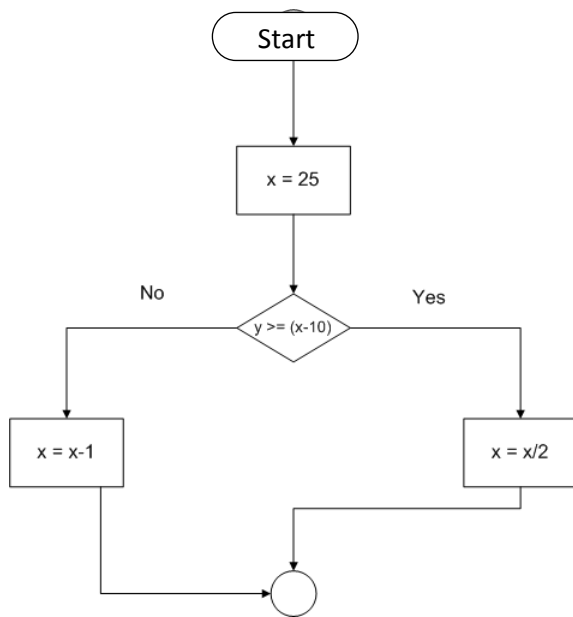 Start
x = 25
No
Yes
y >= (x-10)
x = x-1
x = x/2